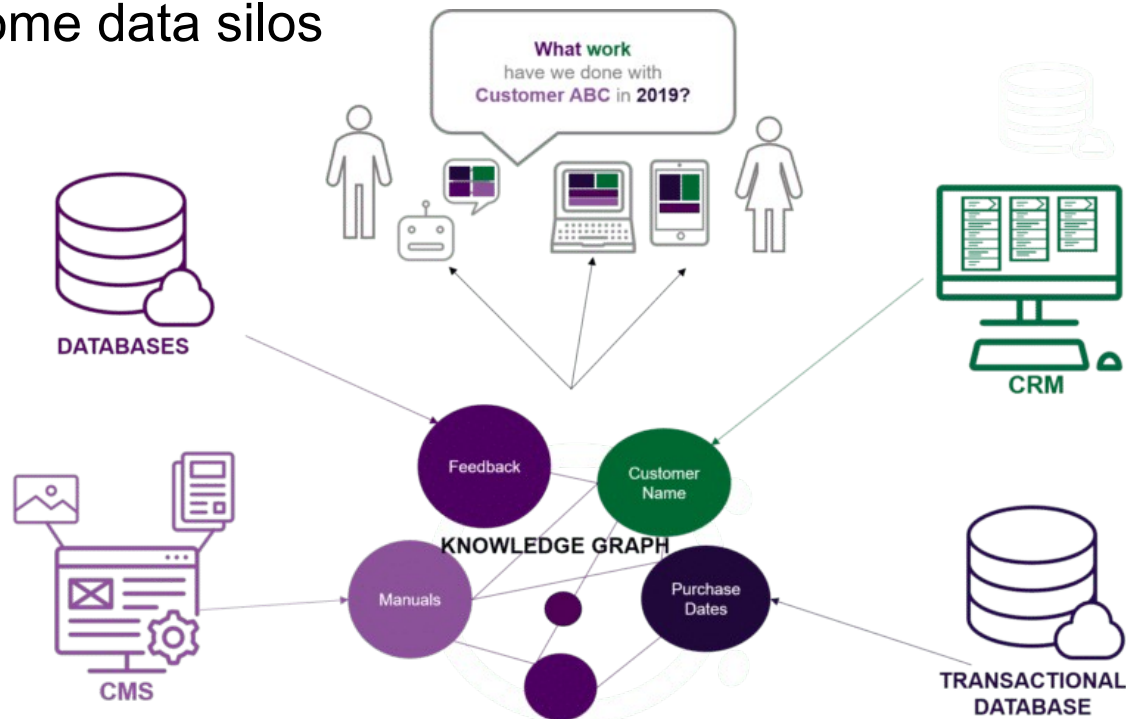 ome data silos
What work
have we done with
Customer ABC in 2019?
DATABASES
CRM
Feedback
Customer
Name
KNOWLEDGE GRAPH
Manuals
Purchase
Dates
CMS
TRANSACTIONAL
DATABASE